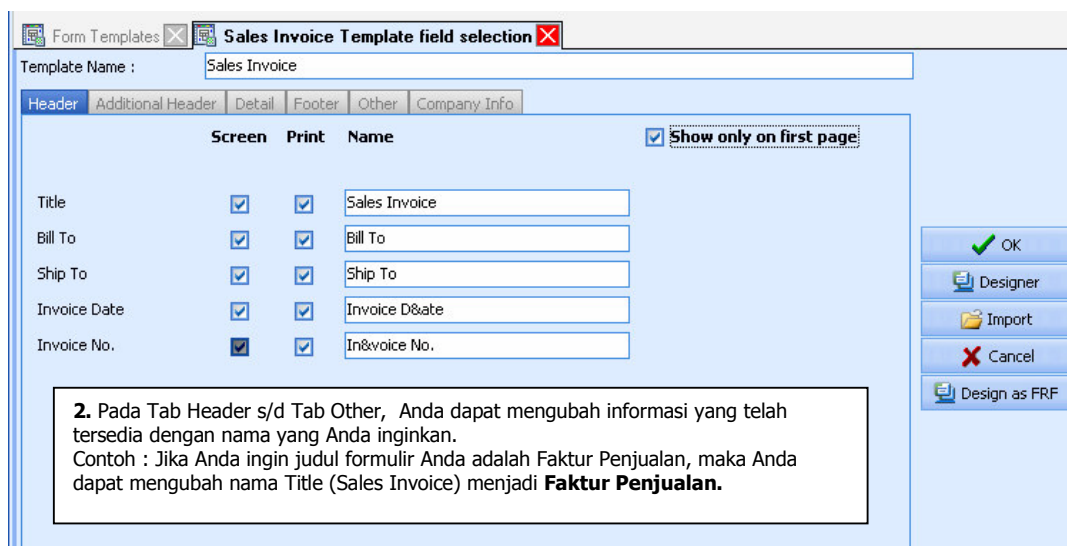 Form Templates Sales Invoice Template field selection
Template Name : Sales Invoice
Header Additional Header Detail Footer Other Company Info
Screen Print Name Show only on first page
Title Sales Invoice
Bill To Bill To
Ship To Ship To
Invoice Date Invoice D&ate
Invoice No. In&voice No.
OK
Designer
Import
Cancel
Design as FRF
2. Pada Tab Header s/d Tab Other, Anda dapat mengubah informasi yang telah
tersedia dengan nama yang Anda inginkan.
Contoh : Jika Anda ingin judul formulir Anda adalah Faktur Penjualan, maka Anda
dapat mengubah nama Title (Sales Invoice) menjadi Faktur Penjualan.